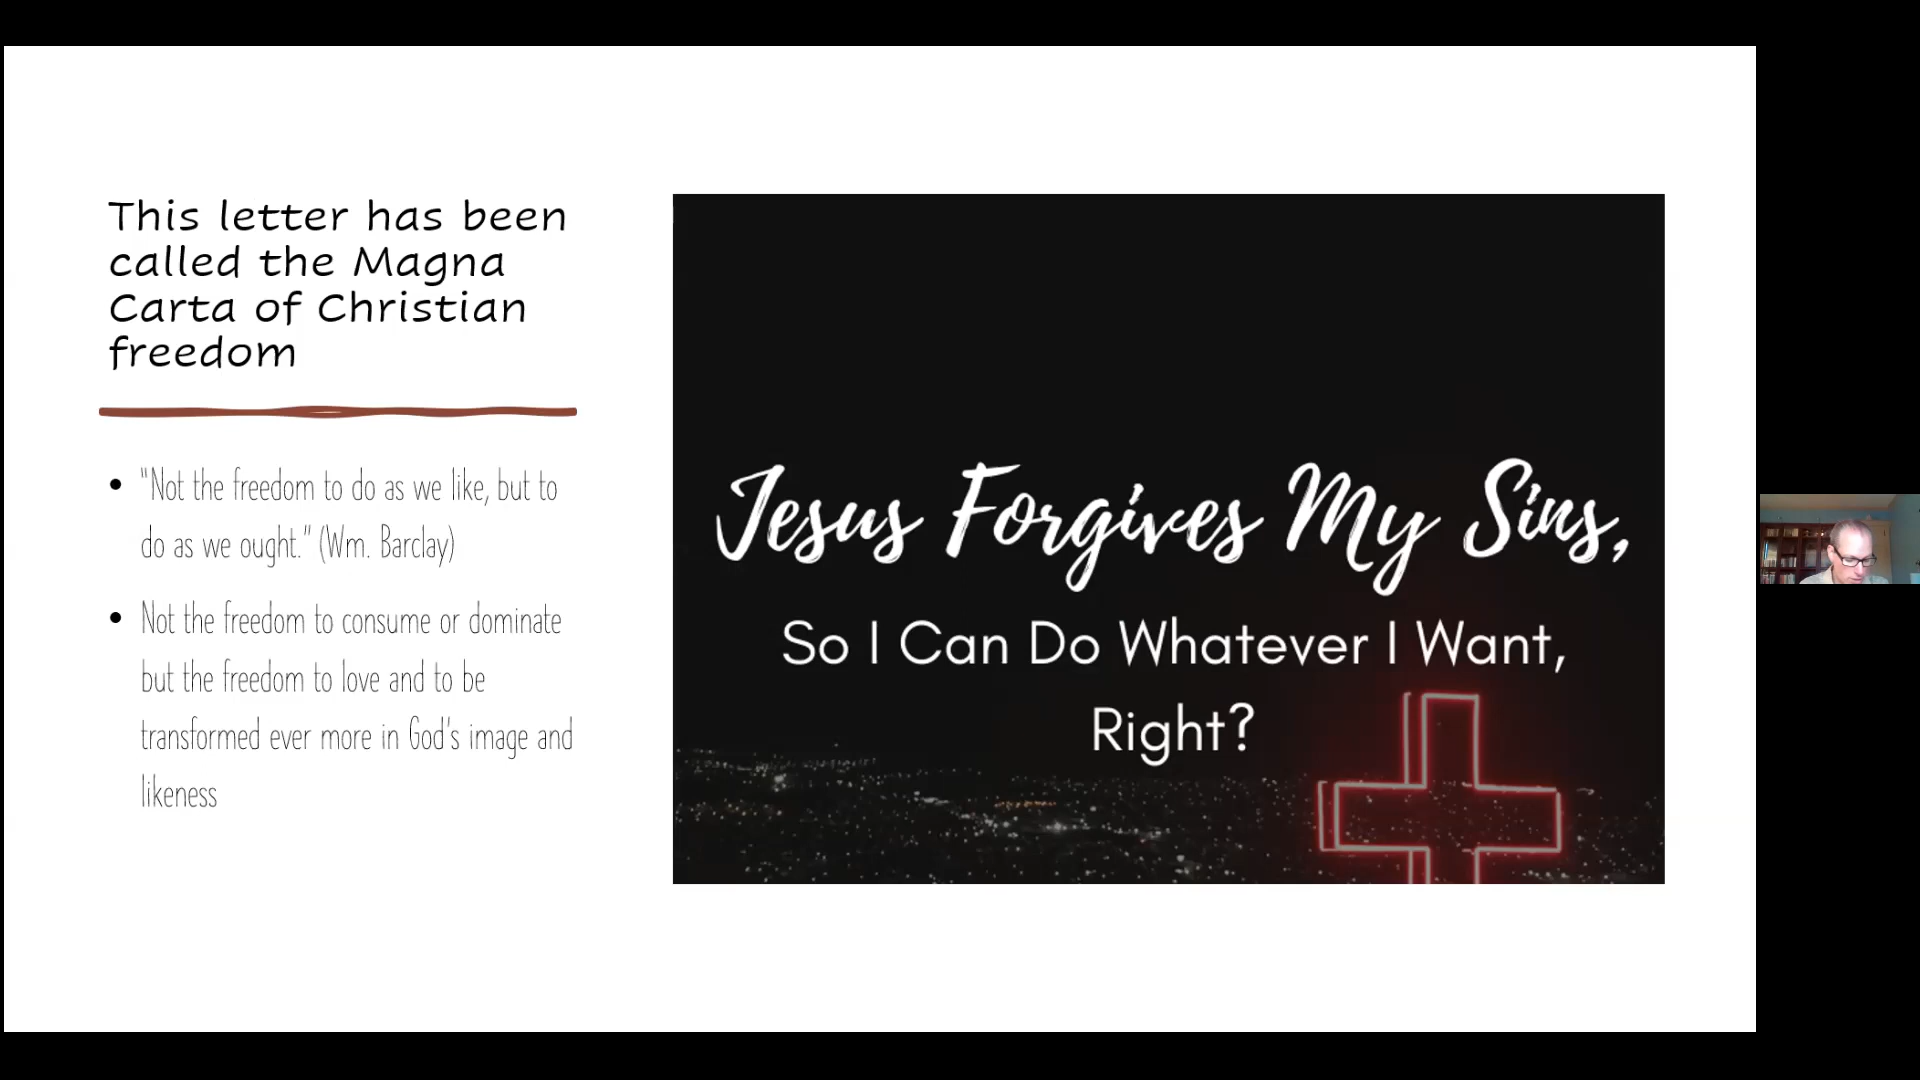 This letter has been
called the Magna
Carta of Christian
freedom
• "Not the freedom to do as we like, but to
do as we ought." (Wm. Barclay)
• Not the freedom to consume or dominate
but the freedom to love and to be
transformed ever more in God's image and
likeness
Jesus Forgives My Sins,
So I Can Do Whatever I Want,
Right?